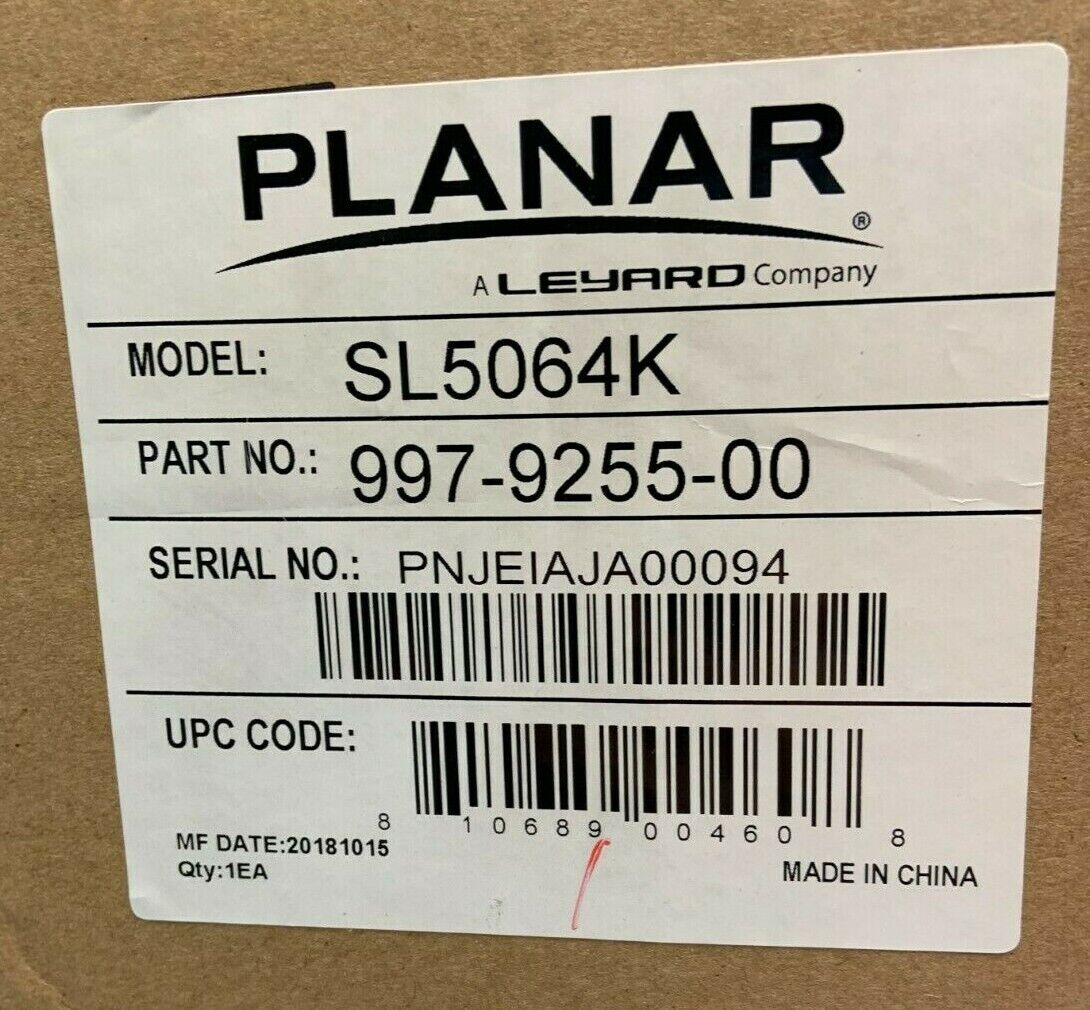 PLANAR®
A LEYARD Company
MODEL: SL5064K
PART NO.: 997-9255-00
SERIAL NO.: PNJEIAJA00094
UPC CODE:
8 10689 00460 8
MF DATE:20181015
Qty:1EA
MADE IN CHINA